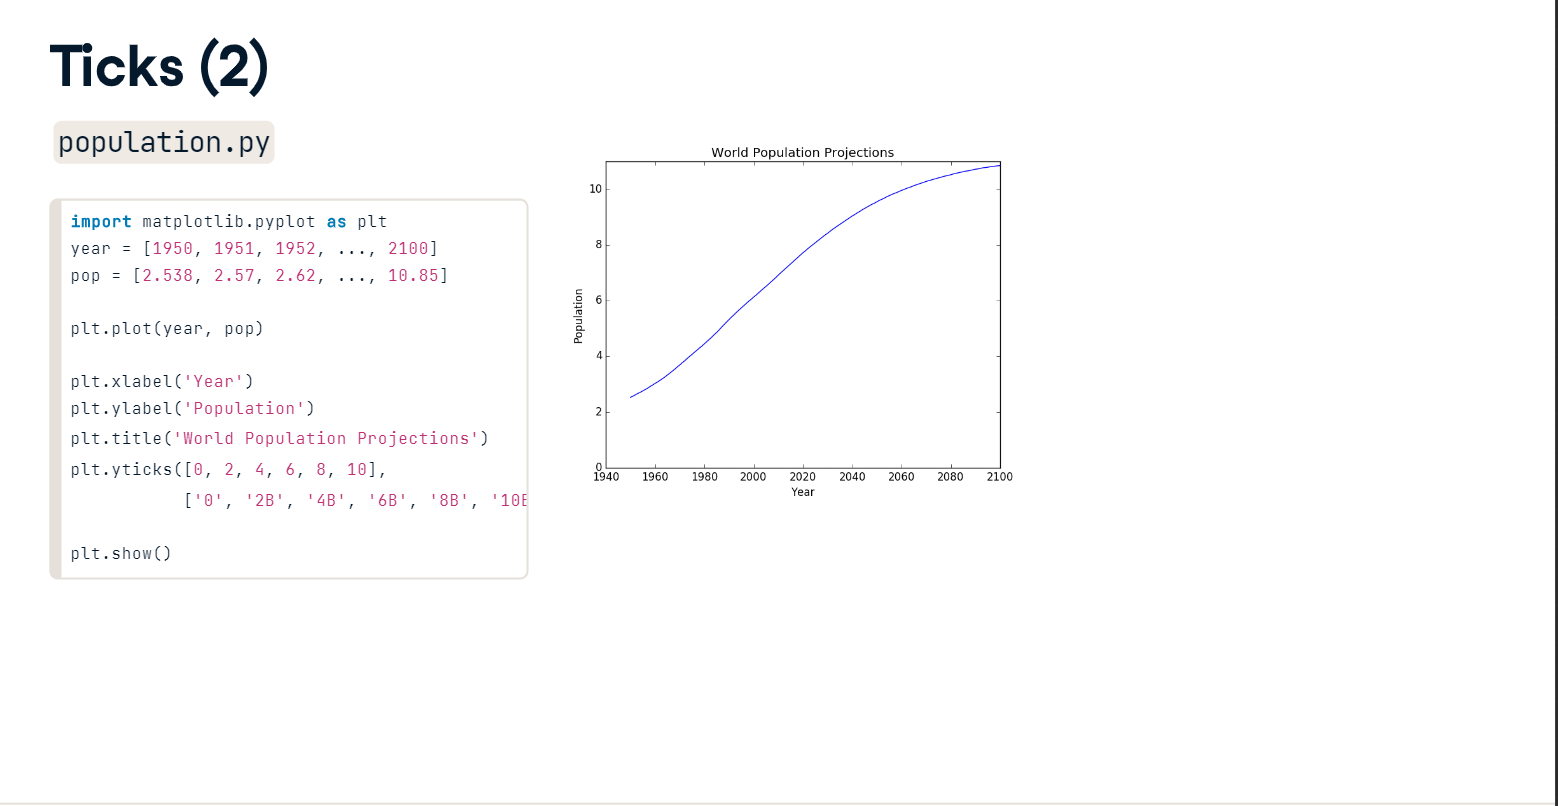 Ticks (2)
population.py
import matplotlib.pyplot as plt
year = [1950, 1951, 1952, ..., 2100]
pop = [2.538, 2.57, 2.62, ..., 10.85]
plt.plot(year, pop)
plt.xlabel('Year')
plt.ylabel('Population')
plt.title('World Population Projections')
plt.yticks([0, 2, 4, 6, 8, 10],
['0', '2B', '4B', '6B', '8B', '10B
plt.show()
World Population Projections
Population
10
8
6
4
2
0
1940 1960 1980 2000 2020 2040 2060 2080 2100
Year